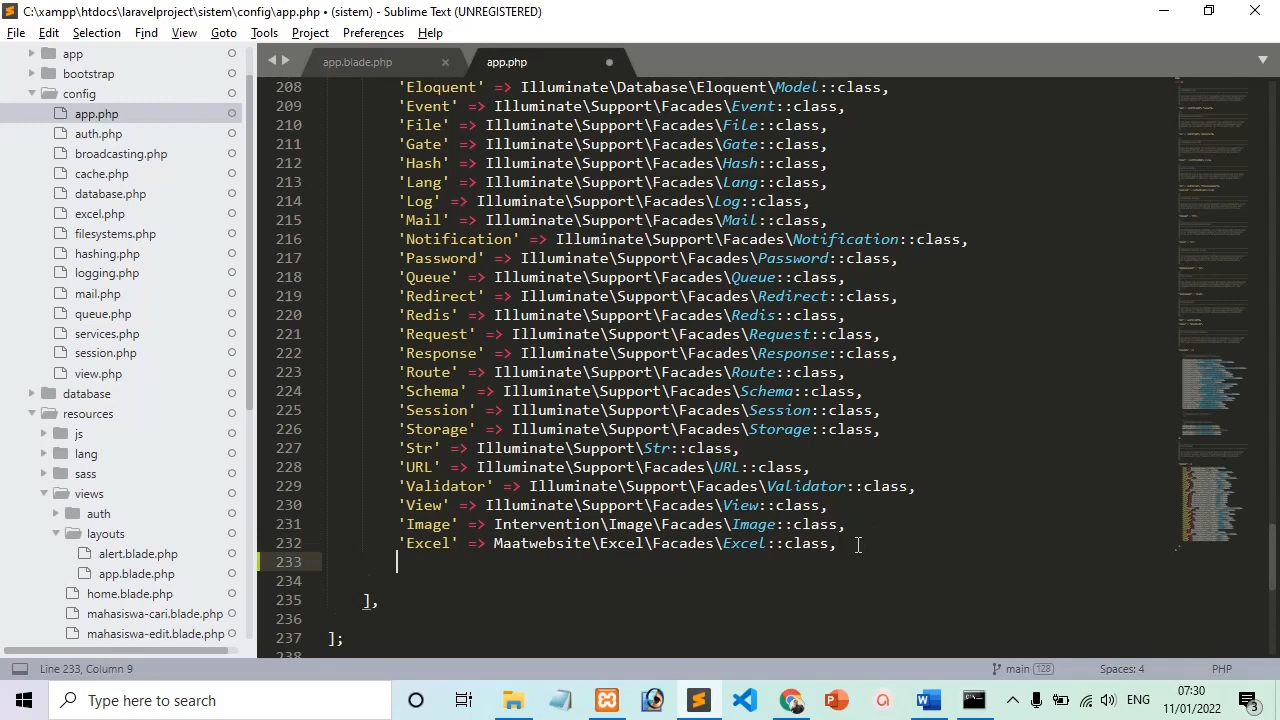 C:\xampp\htdocs\laravelproject\sistem\config\app.php • (sistem) - Sublime Text (UNREGISTERED)
File Edit Selection Find View Goto Tools Project Preferences Help
app
bootstrap
config
app.php
auth.php
broadcasting.php
cache.php
database.php
excel.php
filesystems.php
hashing.php
logging.php
mail.php
queue.php
services.php
session.php
view.php
database
resources
js
lang
sass
views
auth
layouts
alert.blade.php
app.blade.php
home.blade.php
mahasiswa-cari.blade.php
mahasiswa-edit.blade.php
app.blade.php × app.php
208 'Eloquent' => Illuminate\Database\Eloquent\Model::class,
209 'Event' => Illuminate\Support\Facades\Event::class,
210 'File' => Illuminate\Support\Facades\File::class,
211 'Gate' => Illuminate\Support\Facades\Gate::class,
212 'Hash' => Illuminate\Support\Facades\Hash::class,
213 'Lang' => Illuminate\Support\Facades\Lang::class,
214 'Log' => Illuminate\Support\Facades\Log::class,
215 'Mail' => Illuminate\Support\Facades\Mail::class,
216 'Notification' => Illuminate\Support\Facades\Notification::class,
217 'Password' => Illuminate\Support\Facades\Password::class,
218 'Queue' => Illuminate\Support\Facades\Queue::class,
219 'Redirect' => Illuminate\Support\Facades\Redirect::class,
220 'Redis' => Illuminate\Support\Facades\Redis::class,
221 'Request' => Illuminate\Support\Facades\Request::class,
222 'Response' => Illuminate\Support\Facades\Response::class,
223 'Route' => Illuminate\Support\Facades\Route::class,
224 'Schema' => Illuminate\Support\Facades\Schema::class,
225 'Session' => Illuminate\Support\Facades\Session::class,
226 'Storage' => Illuminate\Support\Facades\Storage::class,
227 'Str' => Illuminate\Support\Str::class,
228 'URL' => Illuminate\Support\Facades\URL::class,
229 'Validator' => Illuminate\Support\Facades\Validator::class,
230 'View' => Illuminate\Support\Facades\View::class,
231 'Image' => Intervention\Image\Facades\Image::class,
232 'Excel' => Maatwebsite\Excel\Facades\Excel::class,
233
234
235 ],
236
237 ];
238
Line 233, Column 9 main 128 Spaces: 4 PHP
Type here to search ENG 07:30
11/01/2022 3